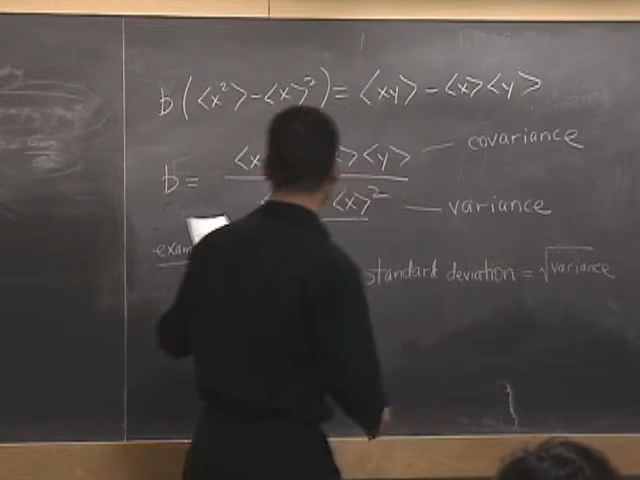 b(<x²> - <x>²) = <xy> - <x><y>
b = <x ><y> — covariance
<x>² — variance
exam
standard deviation = √variance